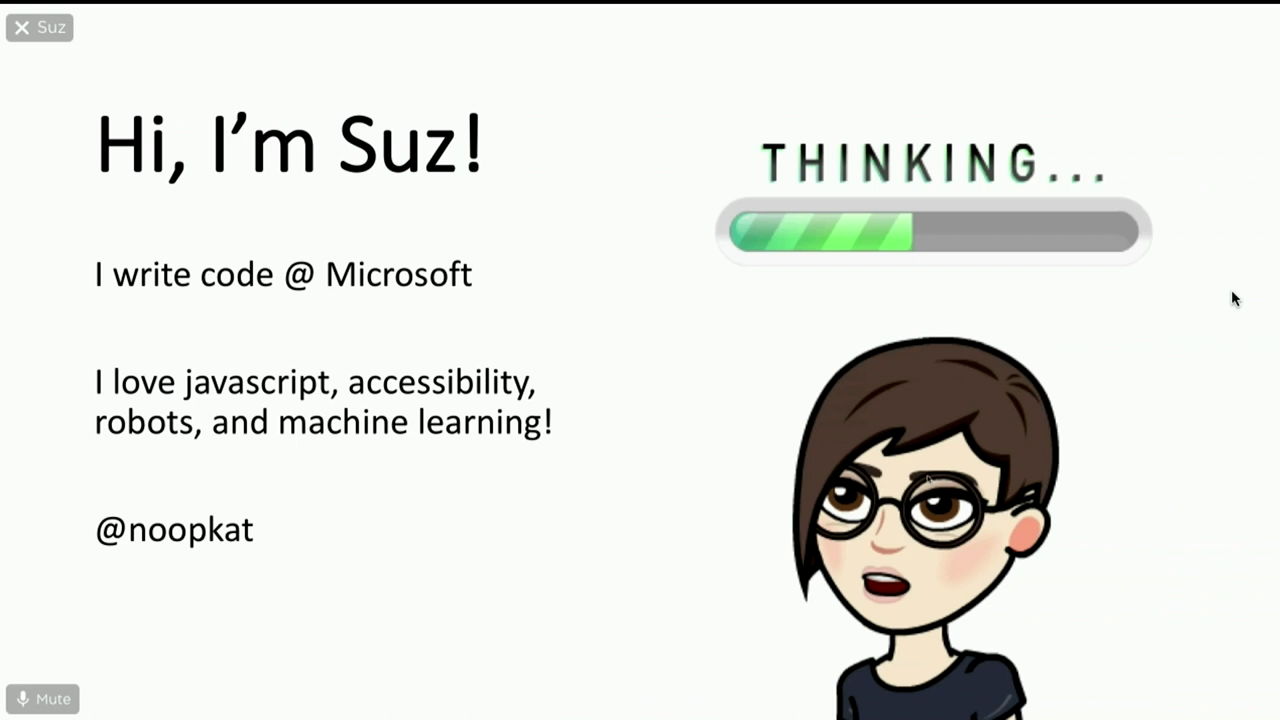 Suz
Hi, I'm Suz!
THINKING...
I write code @ Microsoft
I love javascript, accessibility,
robots, and machine learning!
@noopkat
Mute